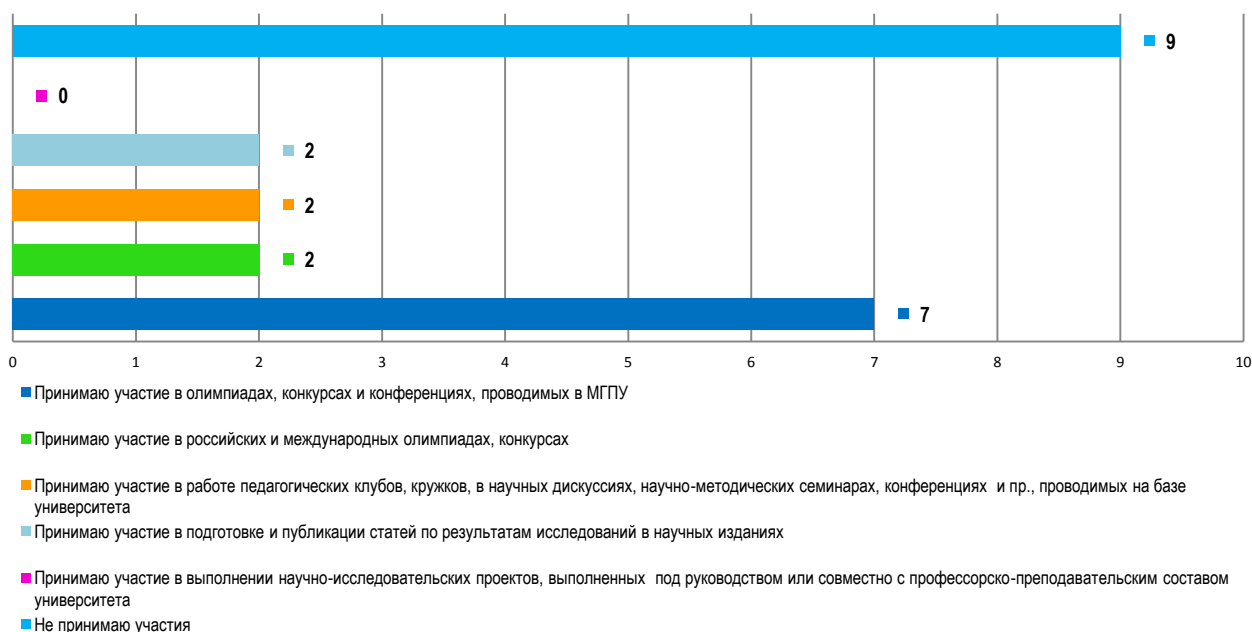 9
0
2
2
2
7
0 1 2 3 4 5 6 7 8 9 10
Принимаю участие в олимпиадах, конкурсах и конференциях, проводимых в МГПУ
Принимаю участие в российских и международных олимпиадах, конкурсах
Принимаю участие в работе педагогических клубов, кружков, в научных дискуссиях, научно-методических семинарах, конференциях и пр., проводимых на базе
университета
Принимаю участие в подготовке и публикации статей по результатам исследований в научных изданиях
Принимаю участие в выполнении научно-исследовательских проектов, выполненных под руководством или совместно с профессорско-преподавательским составом
университета
Не принимаю участия